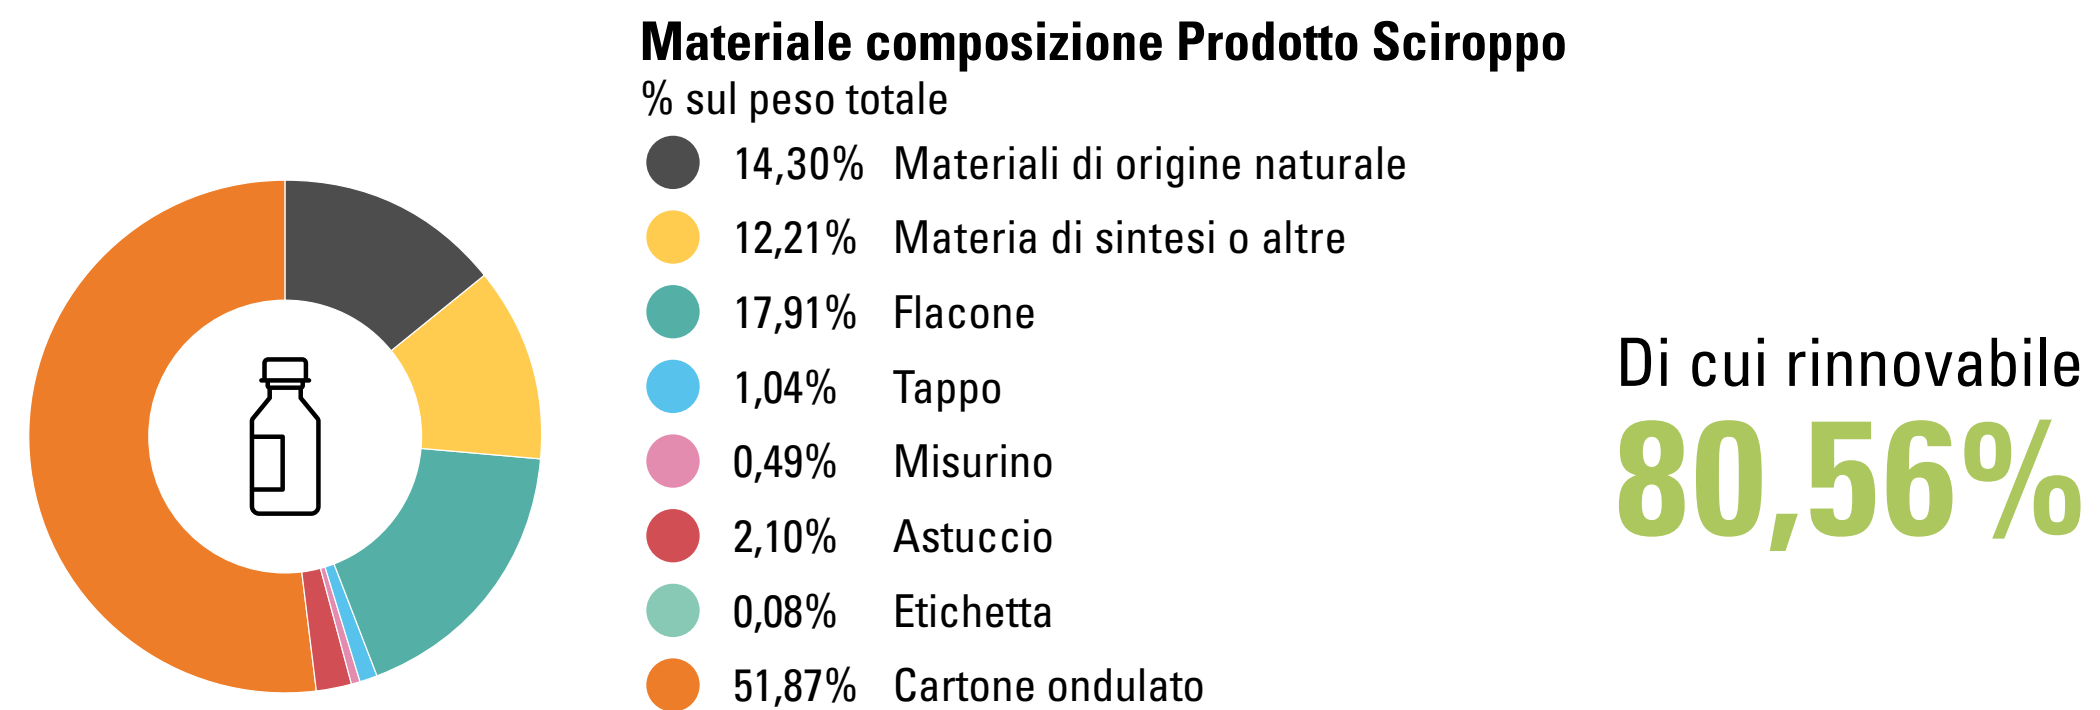 Materiale composizione Prodotto Sciroppo
% sul peso totale
14,30% Materiali di origine naturale
12,21% Materia di sintesi o altre
17,91% Flacone
1,04% Tappo
0,49% Misurino
2,10% Astuccio
0,08% Etichetta
51,87% Cartone ondulato
Di cui rinnovabile
80,56%